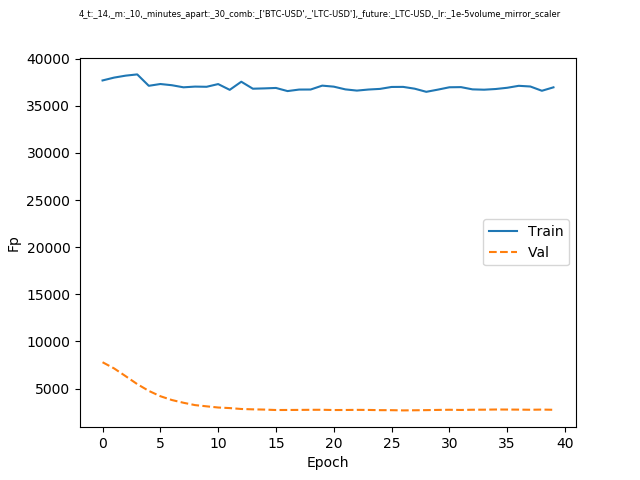 4_t:_14,_m:_10,_minutes_apart:_30_comb:_['BTC-USD',_'LTC-USD'],_future:_LTC-USD,_lr:_1e-5volume_mirror_scaler
40000
35000
30000
25000
20000
15000
10000
5000
Fp
Train
Val
0 5 10 15 20 25 30 35 40
Epoch